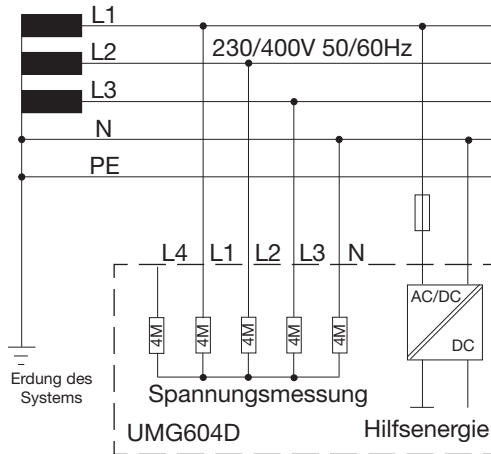 L1
L2
230/400V 50/60Hz
L3
N
PE
L4 L1 L2 L3 N
AC/DC
DC
4M 4M 4M 4M 4M
Erdung des
Systems
Spannungsmessung
UMG604D
Hilfsenergie